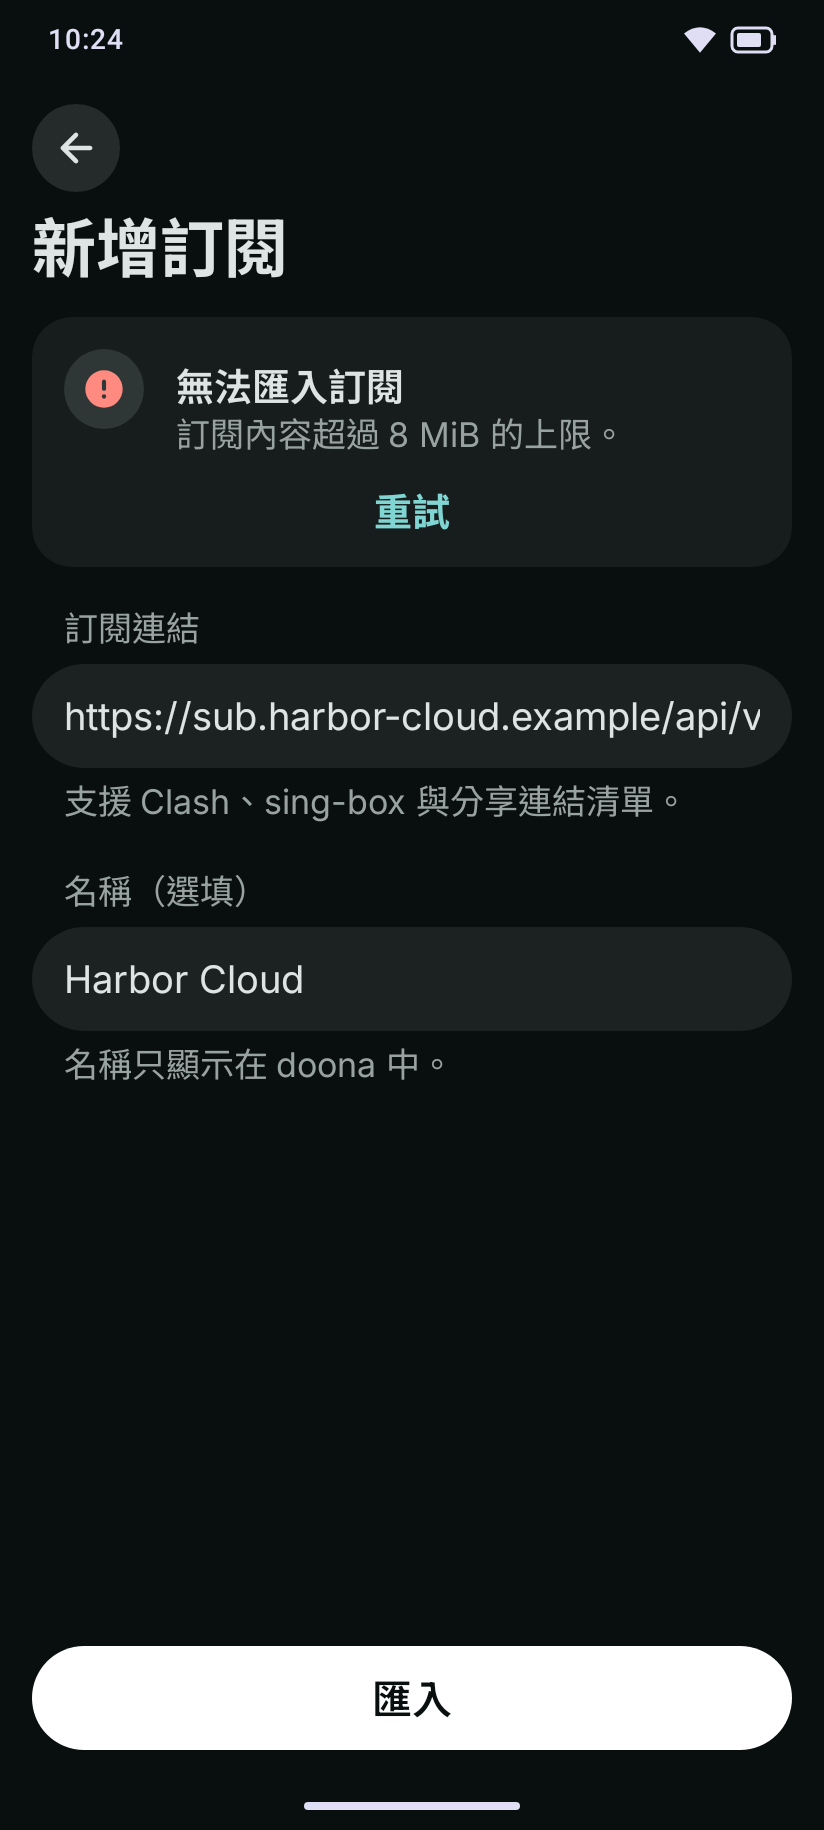 10:24
新增訂閱
無法匯入訂閱
訂閱內容超過 8 MiB 的上限。
重試
訂閱連結
https://sub.harbor-cloud.example/api/v
支援 Clash、sing-box 與分享連結清單。
名稱（選填）
Harbor Cloud
名稱只顯示在 doona 中。
匯入